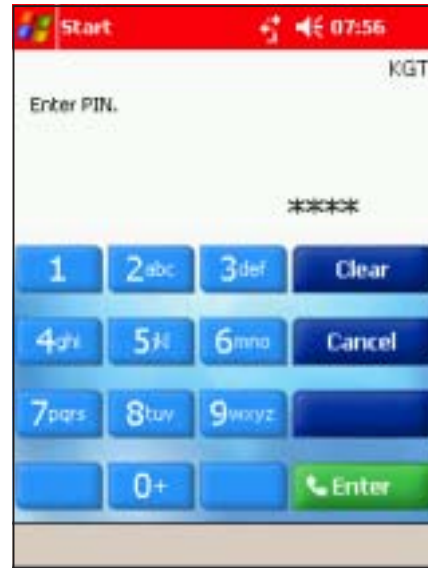 Start 07:56
KGT
Enter PIN.
****
1 2abc 3def Clear
4ghi 5jkl 6mno Cancel
7pqrs 8tuv 9wxyz
0+ Enter